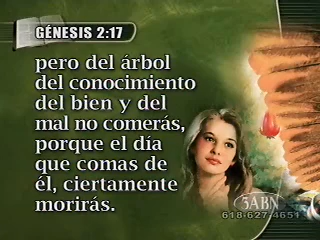 GÉNESIS 2:17
pero del árbol
del conocimiento
del bien y del
mal no comerás,
porque el día
que comas de
él, ciertamente
morirás.
3ABN
618-627-4651